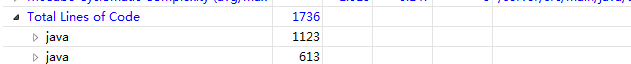 Total Lines of Code 1736
java 1123
java 613